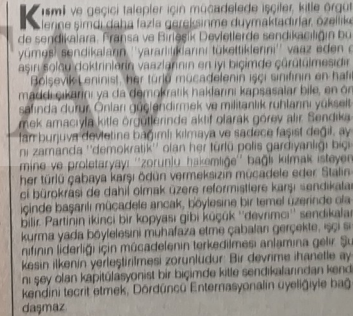 Kısmi ve geçici talepler için mücadelede işçiler, kitle örgüt
lerine şimdi daha fazla gereksinme duymaktadırlar, özellikle
de sendikalara. Fransa ve Birleşik Devletlerde sendikacılığın bü
yümesi sendikaların "yararlılıklarını tükettiklerini" vaaz eden
aşırı solcu doktrinlerin vaazlarının en iyi biçimde çürütülmesidir.
Bolşevik-Leninist, her türlü mücadelenin işçi sınıfının en hafif
maddi çıkarını ya da demokratik haklarını kapsasalar bile, en ön
safında durur. Onları güçlendirmek ve militanlık ruhlarını yükselt
mek amacıyla kitle örgütlerinde aktif olarak görev alır. Sendika
ları burjuva devletine bağımlı kılmaya ve sadece faşist değil, ay
nı zamanda "demokratik" olan her türlü polis gardiyanlığı biçi
mine ve proletaryayı "zorunlu hakemliğe" bağlı kılmak isteyen
her türlü çabaya karşı ödün vermeksizin mücadele eder. Stalin
ci bürokrasi de dahil olmak üzere reformistlere karşı sendikalar
içinde başarılı mücadele ancak, böylesine bir temel üzerinde ola
bilir. Partinin ikinci bir kopyası gibi küçük "devrimci" sendikalar
kurma yada böylelesini muhafaza etme çabaları gerçekte, işçi sı
nıfının liderliği için mücadelenin terkedilmesi anlamına gelir. Şu
kesin ilkenin yerleştirilmesi zorunludur: Bir devrime ihanetle ay
nı şey olan kapitülasyonist bir biçimde kitle sendikalarından kend
kendini tecrit etmek, Dördüncü Enternasyonalin üyeliğiyle bağ
daşmaz.